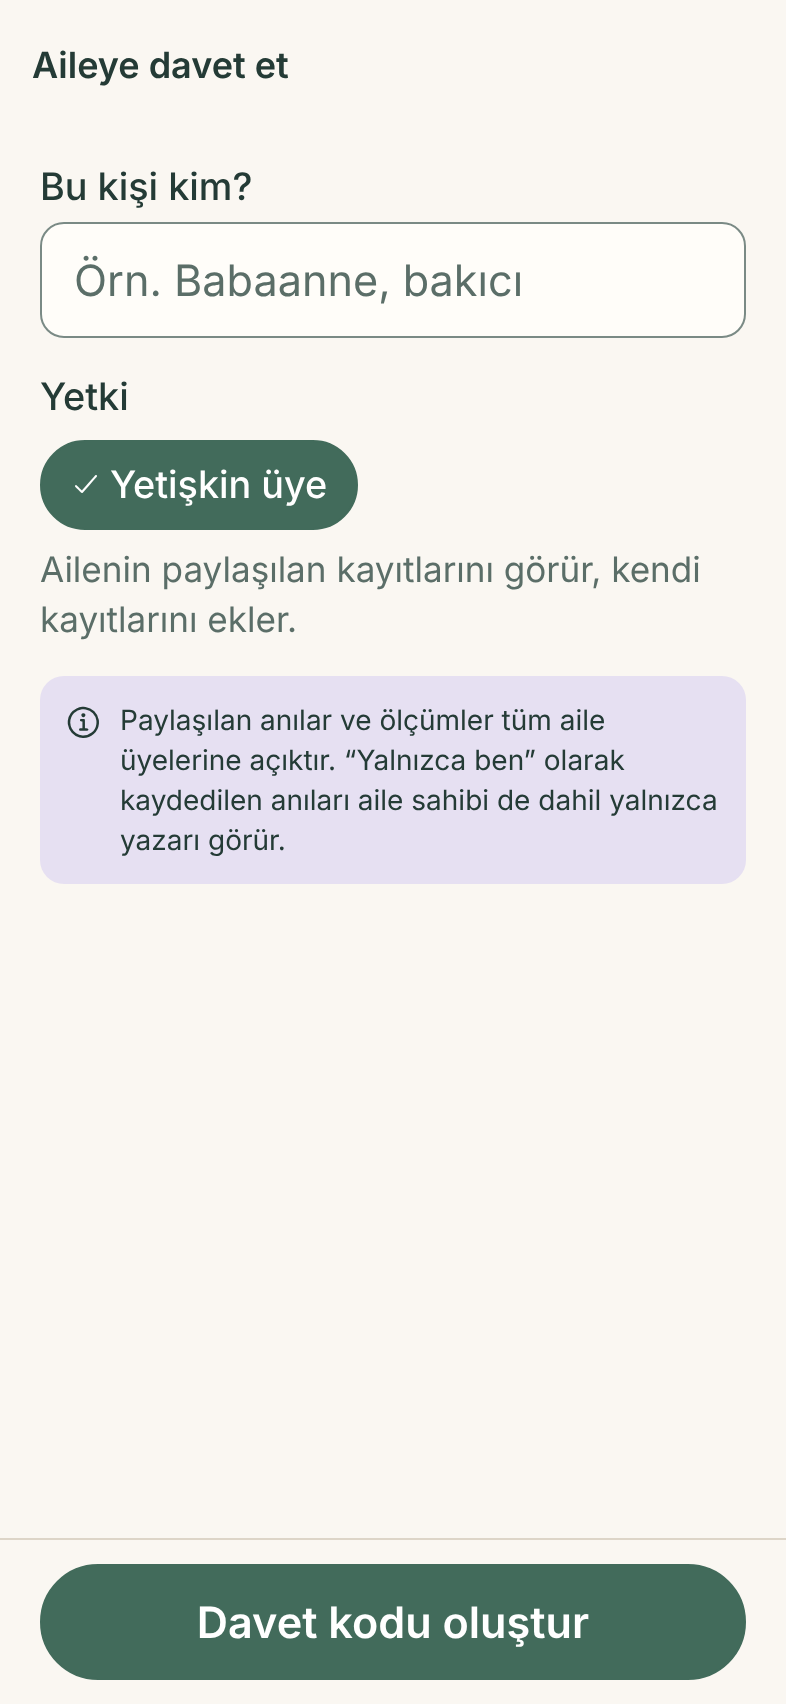 Aileye davet et
Bu kişi kim?
Örn. Babaanne, bakıcı
Yetki
Yetişkin üye
Ailenin paylaşılan kayıtlarını görür, kendi
kayıtlarını ekler.
Paylaşılan anılar ve ölçümler tüm aile
üyelerine açıktır. “Yalnızca ben” olarak
kaydedilen anıları aile sahibi de dahil yalnızca
yazarı görür.
Davet kodu oluştur